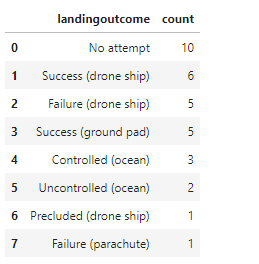 landingoutcome count
0 No attempt 10
1 Success (drone ship) 6
2 Failure (drone ship) 5
3 Success (ground pad) 5
4 Controlled (ocean) 3
5 Uncontrolled (ocean) 2
6 Precluded (drone ship) 1
7 Failure (parachute) 1